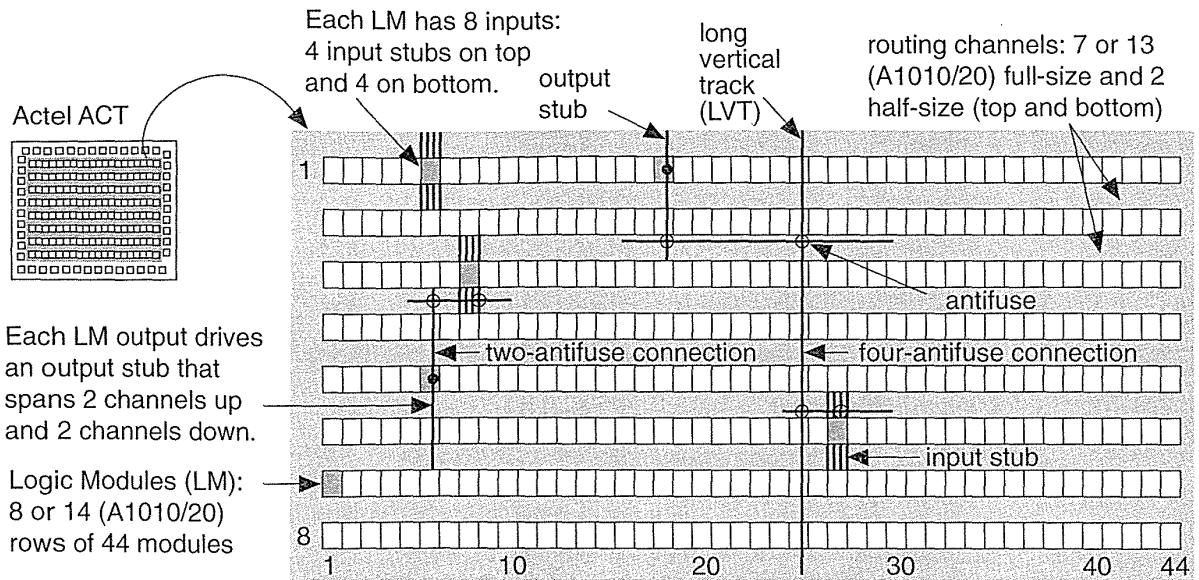 Each LM has 8 inputs:
4 input stubs on top
and 4 on bottom.
output
stub
long
vertical
track
(LVT)
routing channels: 7 or 13
(A1010/20) full-size and 2
half-size (top and bottom)
Actel ACT
1
antifuse
Each LM output drives
an output stub that
spans 2 channels up
and 2 channels down.
two-antifuse connection
four-antifuse connection
input stub
Logic Modules (LM):
8 or 14 (A1010/20)
rows of 44 modules
8
1 10 20 30 40 44